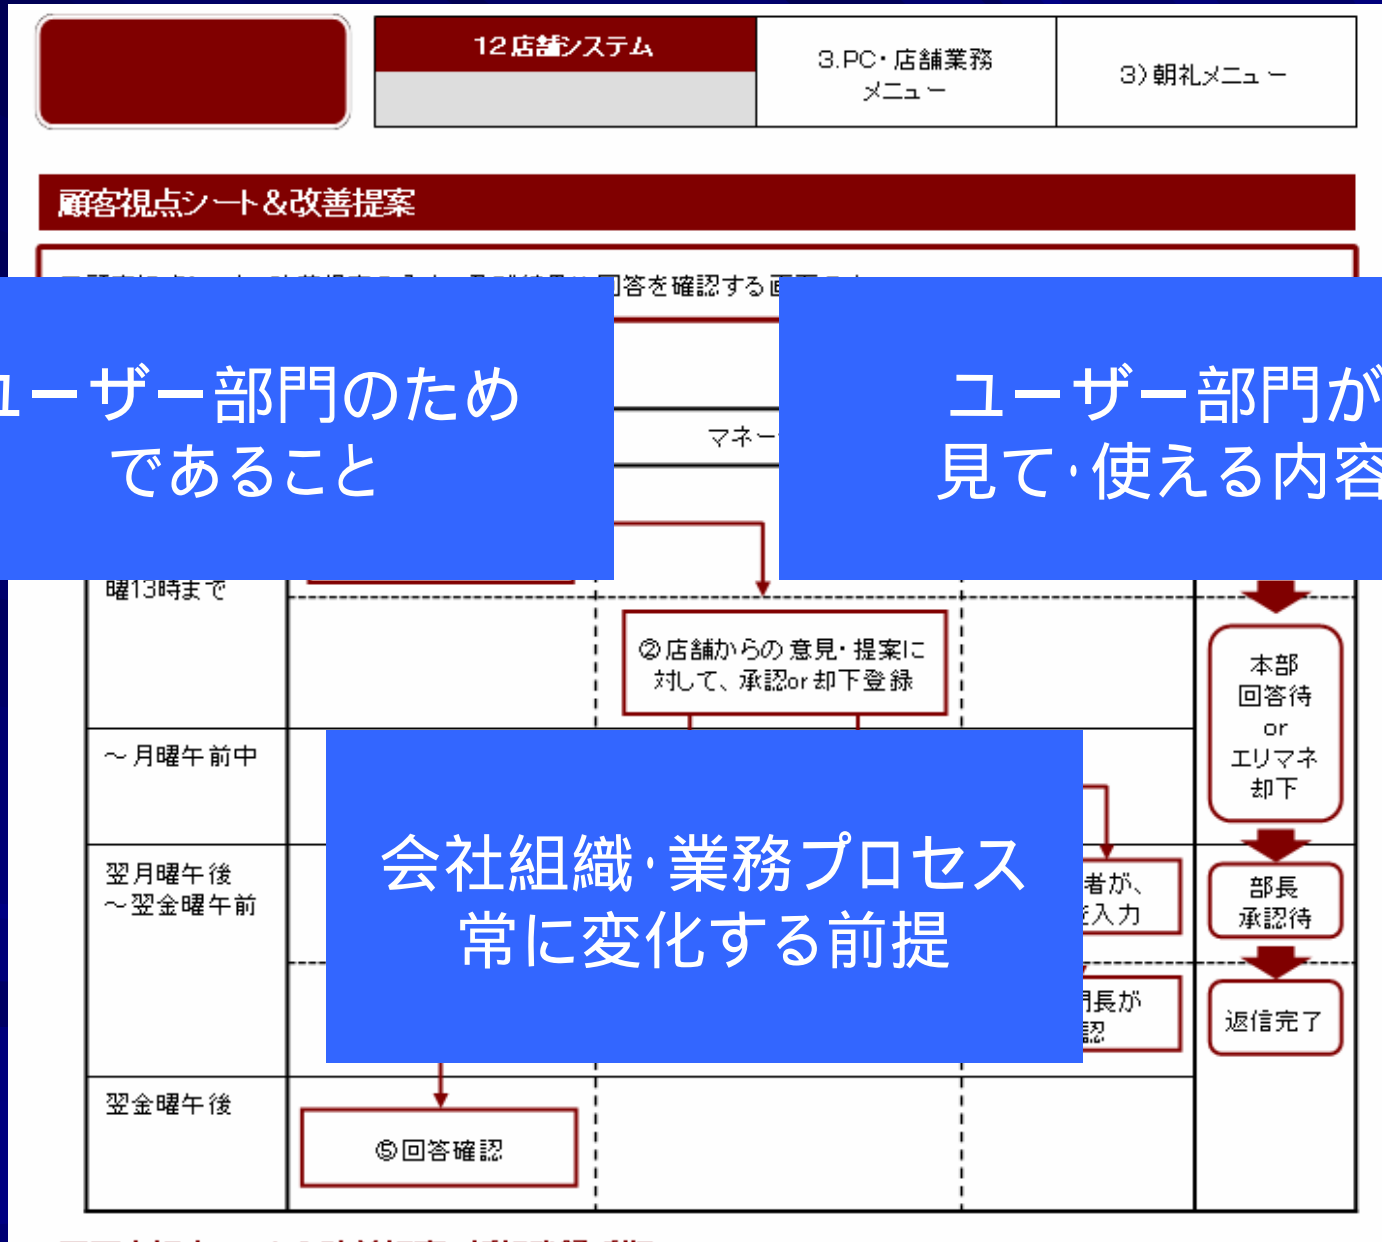 12店舗システム
3.PC・店舗業務
メニュー
3)朝礼メニュー
顧客視点シート&改善提案
回答を確認する
ユーザー部門のため
であること
ユーザー部門が
見て・使える内容
マネー
曜13時まで
②店舗からの意見・提案に
対して、承認or却下登録
本部
回答待
or
エリマネ
却下
～月曜午前中
会社組織・業務プロセス
常に変化する前提
翌月曜午後
～翌金曜午前
者が、
入力
部長
承認待
長が
認
返信完了
翌金曜午後
⑤回答確認